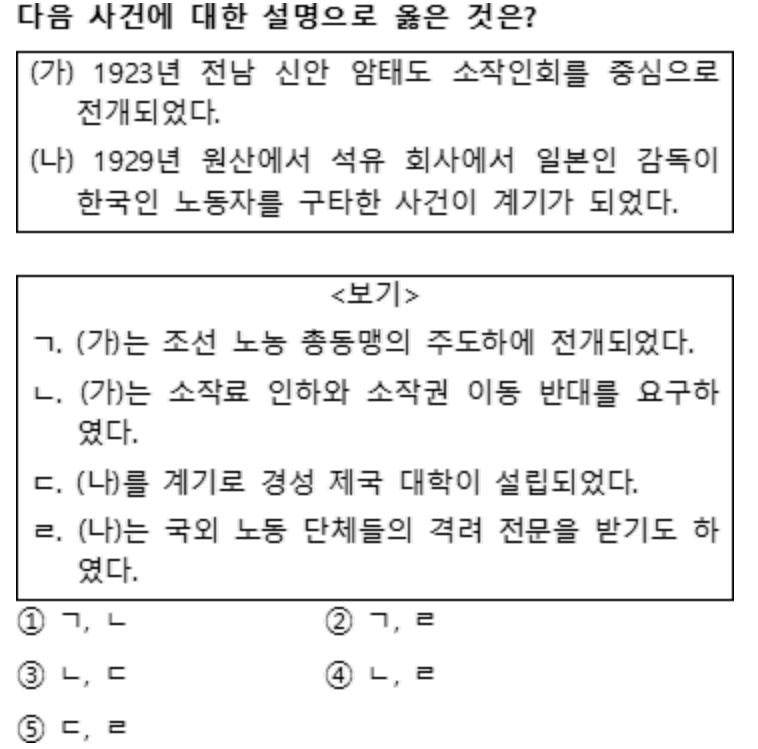 다음 사건에 대한 설명으로 옳은 것은?
(가) 1923년 전남 신안 암태도 소작인회를 중심으로
전개되었다.
(나) 1929년 원산에서 석유 회사에서 일본인 감독이
한국인 노동자를 구타한 사건이 계기가 되었다.
<보기>
ㄱ. (가)는 조선 노농 총동맹의 주도하에 전개되었다.
ㄴ. (가)는 소작료 인하와 소작권 이동 반대를 요구하
였다.
ㄷ. (나)를 계기로 경성 제국 대학이 설립되었다.
ㄹ. (나)는 국외 노동 단체들의 격려 전문을 받기도 하
였다.
① ㄱ, ㄴ ② ㄱ, ㄹ
③ ㄴ, ㄷ ④ ㄴ, ㄹ
⑤ ㄷ, ㄹ